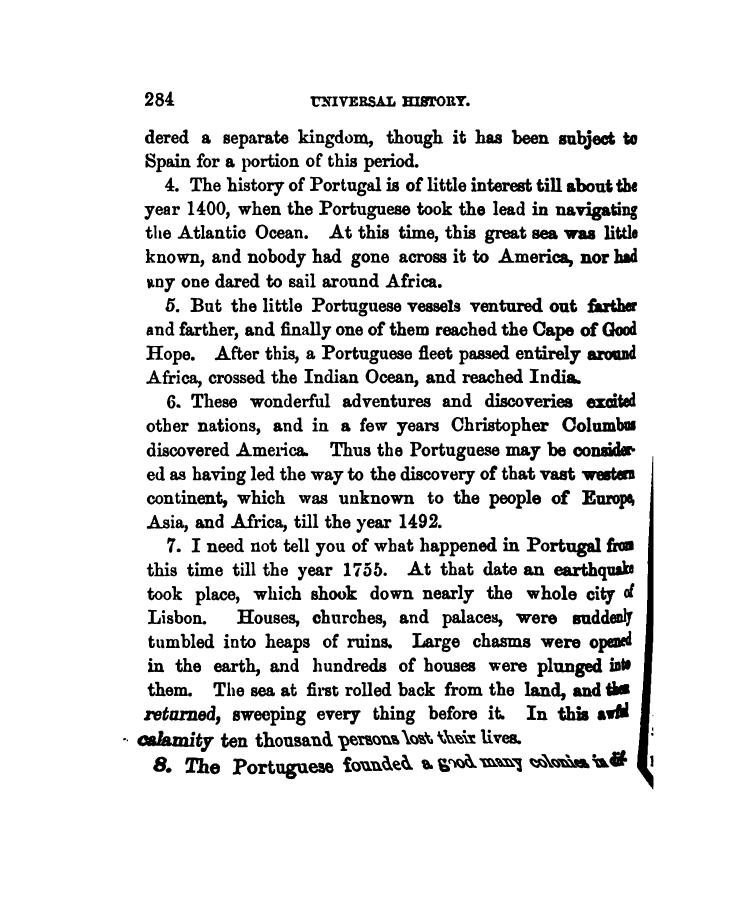 284 UNIVERSAL HISTORY.
dered a separate kingdom, though it has been subject to
Spain for a portion of this period.
4. The history of Portugal is of little interest till about the
year 1400, when the Portuguese took the lead in navigating
the Atlantic Ocean. At this time, this great sea was little
known, and nobody had gone across it to America, nor had
any one dared to sail around Africa.
5. But the little Portuguese vessels ventured out farther
and farther, and finally one of them reached the Cape of Good
Hope. After this, a Portuguese fleet passed entirely around
Africa, crossed the Indian Ocean, and reached India.
6. These wonderful adventures and discoveries excited
other nations, and in a few years Christopher Columbus
discovered America. Thus the Portuguese may be consider-
ed as having led the way to the discovery of that vast western
continent, which was unknown to the people of Europe,
Asia, and Africa, till the year 1492.
7. I need not tell you of what happened in Portugal from
this time till the year 1755. At that date an earthquake
took place, which shook down nearly the whole city of
Lisbon. Houses, churches, and palaces, were suddenly
tumbled into heaps of ruins. Large chasms were opened
in the earth, and hundreds of houses were plunged into
them. The sea at first rolled back from the land, and then
returned, sweeping every thing before it. In this awful
calamity ten thousand persons lost their lives.
8. The Portuguese founded a good many colonies in dif-